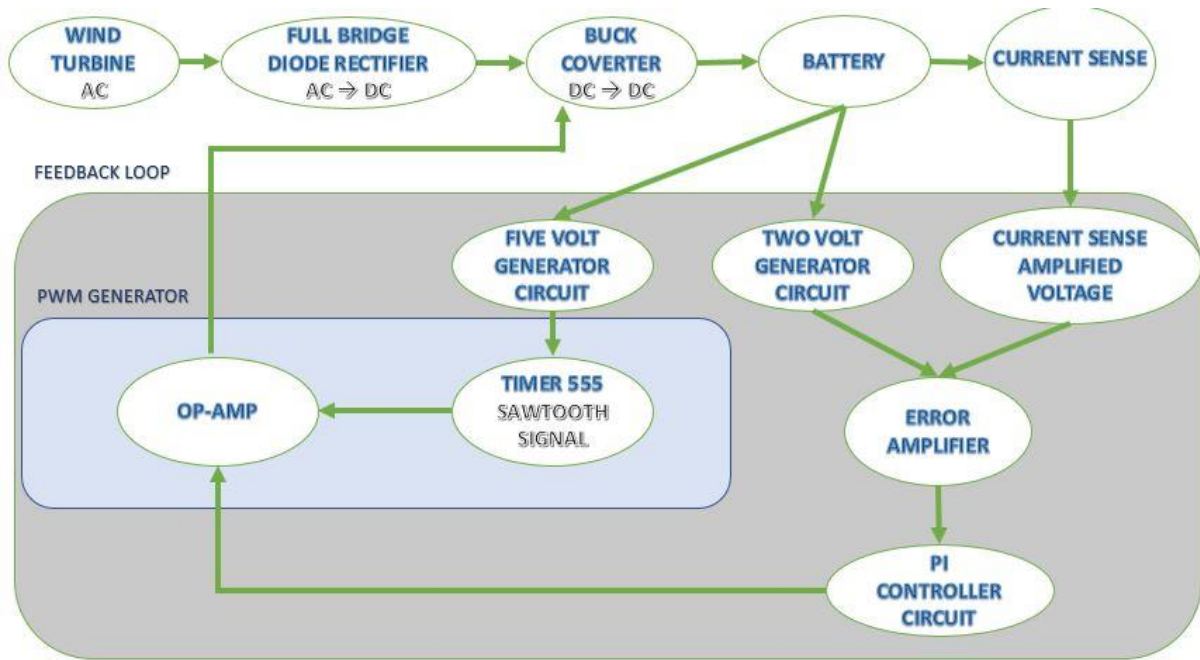 WIND
TURBINE
AC
FULL BRIDGE
DIODE RECTIFIER
AC → DC
BUCK
COVERTER
DC → DC
BATTERY
CURRENT SENSE
FEEDBACK LOOP
FIVE VOLT
GENERATOR
CIRCUIT
TWO VOLT
GENERATOR
CIRCUIT
CURRENT SENSE
AMPLIFIED
VOLTAGE
PWM GENERATOR
OP-AMP
TIMER 555
SAWTOOTH
SIGNAL
ERROR
AMPLIFIER
PI
CONTROLLER
CIRCUIT